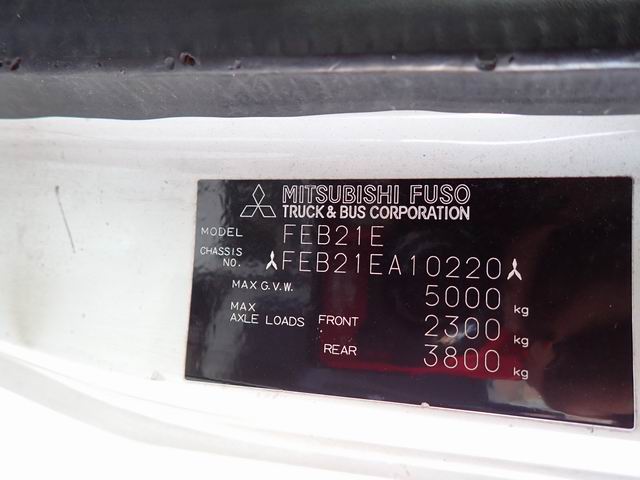 MITSUBISHI FUSO
TRUCK & BUS CORPORATION
MODEL FEB21E
CHASSIS NO. FEB21EA10220
MAX G.V.W. 5000 kg
MAX AXLE LOADS FRONT 2300 kg
REAR 3800 kg